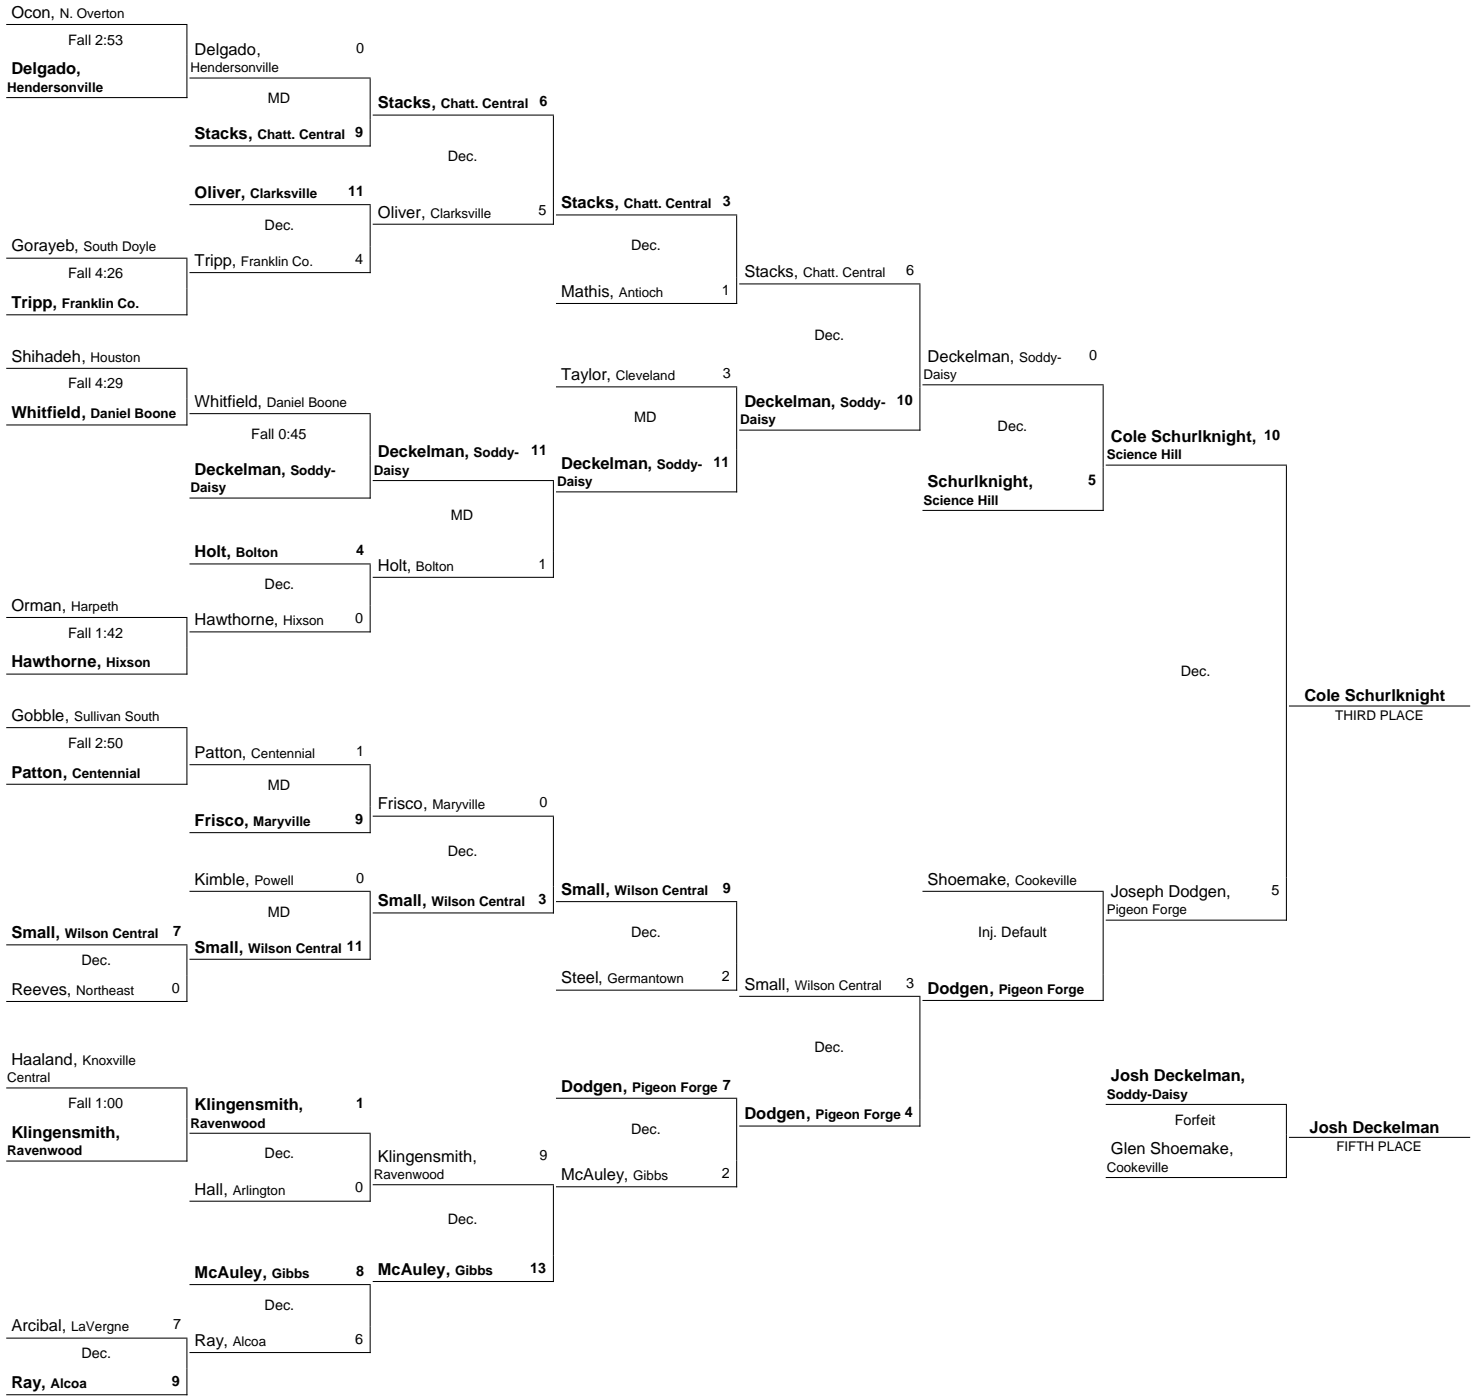 Ocon, N. Overton
Fall 2:53
Delgado,
Hendersonville
Gorayeb, South Doyle
Fall 4:26
Tripp, Franklin Co.
Shihadeh, Houston
Fall 4:29
Whitfield, Daniel Boone
Orman, Harpeth
Fall 1:42
Hawthorne, Hixson
Gobble, Sullivan South
Fall 2:50
Patton, Centennial
Small, Wilson Central 7
Dec.
Reeves, Northeast 0
Haaland, Knoxville
Central
Fall 1:00
Klingensmith,
Ravenwood
Arcibal, LaVergne 7
Dec.
Ray, Alcoa 9
Delgado, 0
Hendersonville
MD
Stacks, Chatt. Central 9
Oliver, Clarksville 11
Dec.
Tripp, Franklin Co. 4
Whitfield, Daniel Boone
Fall 0:45
Deckelman, Soddy-
Daisy
Holt, Bolton 4
Dec.
Hawthorne, Hixson 0
Patton, Centennial 1
MD
Frisco, Maryville 9
Kimble, Powell 0
MD
Small, Wilson Central 11
Klingensmith, 1
Ravenwood
Dec.
Hall, Arlington 0
McAuley, Gibbs 8
Dec.
Ray, Alcoa 6
Stacks, Chatt. Central 6
Dec.
Oliver, Clarksville 5
Deckelman, Soddy- 11
Daisy
MD
Holt, Bolton 1
Frisco, Maryville 0
Dec.
Small, Wilson Central 3
Klingensmith, 9
Ravenwood
Dec.
McAuley, Gibbs 13
Stacks, Chatt. Central 3
Dec.
Mathis, Antioch 1
Taylor, Cleveland 3
MD
Deckelman, Soddy- 11
Daisy
Small, Wilson Central 9
Dec.
Steel, Germantown 2
Dodgen, Pigeon Forge 7
Dec.
McAuley, Gibbs 2
Stacks, Chatt. Central 6
Dec.
Deckelman, Soddy- 10
Daisy
Small, Wilson Central 3
Dec.
Dodgen, Pigeon Forge 4
Deckelman, Soddy- 0
Daisy
Dec.
Schurlknight, 5
Science Hill
Shoemake, Cookeville
Inj. Default
Dodgen, Pigeon Forge
Cole Schurlknight, 10
Science Hill
Dec.
Joseph Dodgen, 5
Pigeon Forge
Cole Schurlknight
THIRD PLACE
Josh Deckelman,
Soddy-Daisy
Forfeit
Glen Shoemake,
Cookeville
Josh Deckelman
FIFTH PLACE